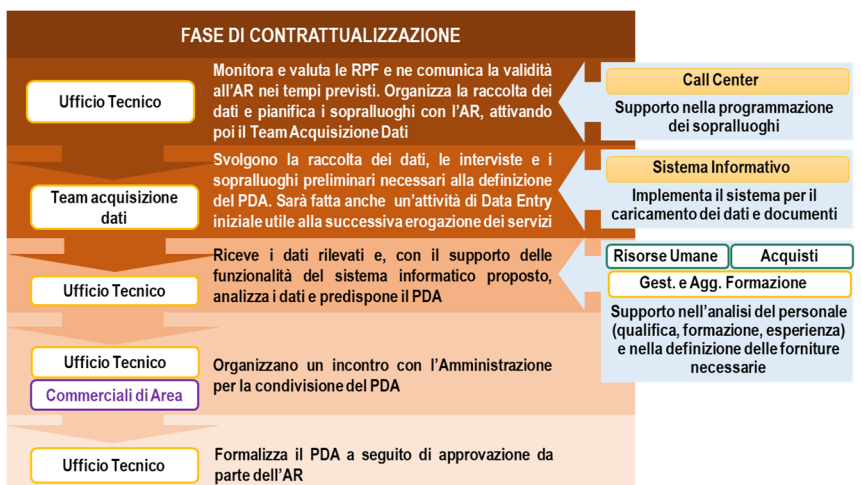 FASE DI CONTRATTUALIZZAZIONE
Ufficio Tecnico
Monitora e valuta le RPF e ne comunica la validità
all'AR nei tempi previsti. Organizza la raccolta dei
dati e pianifica i sopralluoghi con l'AR, attivando
poi il Team Acquisizione Dati
Call Center
Supporto nella programmazione
dei sopralluoghi
Team acquisizione
dati
Svolgono la raccolta dei dati, le interviste e i
sopralluoghi preliminari necessari alla definizione
del PDA. Sarà fatta anche un'attività di Data Entry
iniziale utile alla successiva erogazione dei servizi
Sistema Informativo
Implementa il sistema per il
caricamento dei dati e documenti
Ufficio Tecnico
Riceve i dati rilevati e, con il supporto delle
funzionalità del sistema informatico proposto,
analizza i dati e predispone il PDA
Risorse Umane
Acquisti
Gest. e Agg. Formazione
Supporto nell'analisi del personale
(qualifica, formazione, esperienza)
e nella definizione delle forniture
necessarie
Ufficio Tecnico
Commerciali di Area
Organizzano un incontro con l'Amministrazione
per la condivisione del PDA
Ufficio Tecnico
Formalizza il PDA a seguito di approvazione da
parte dell'AR